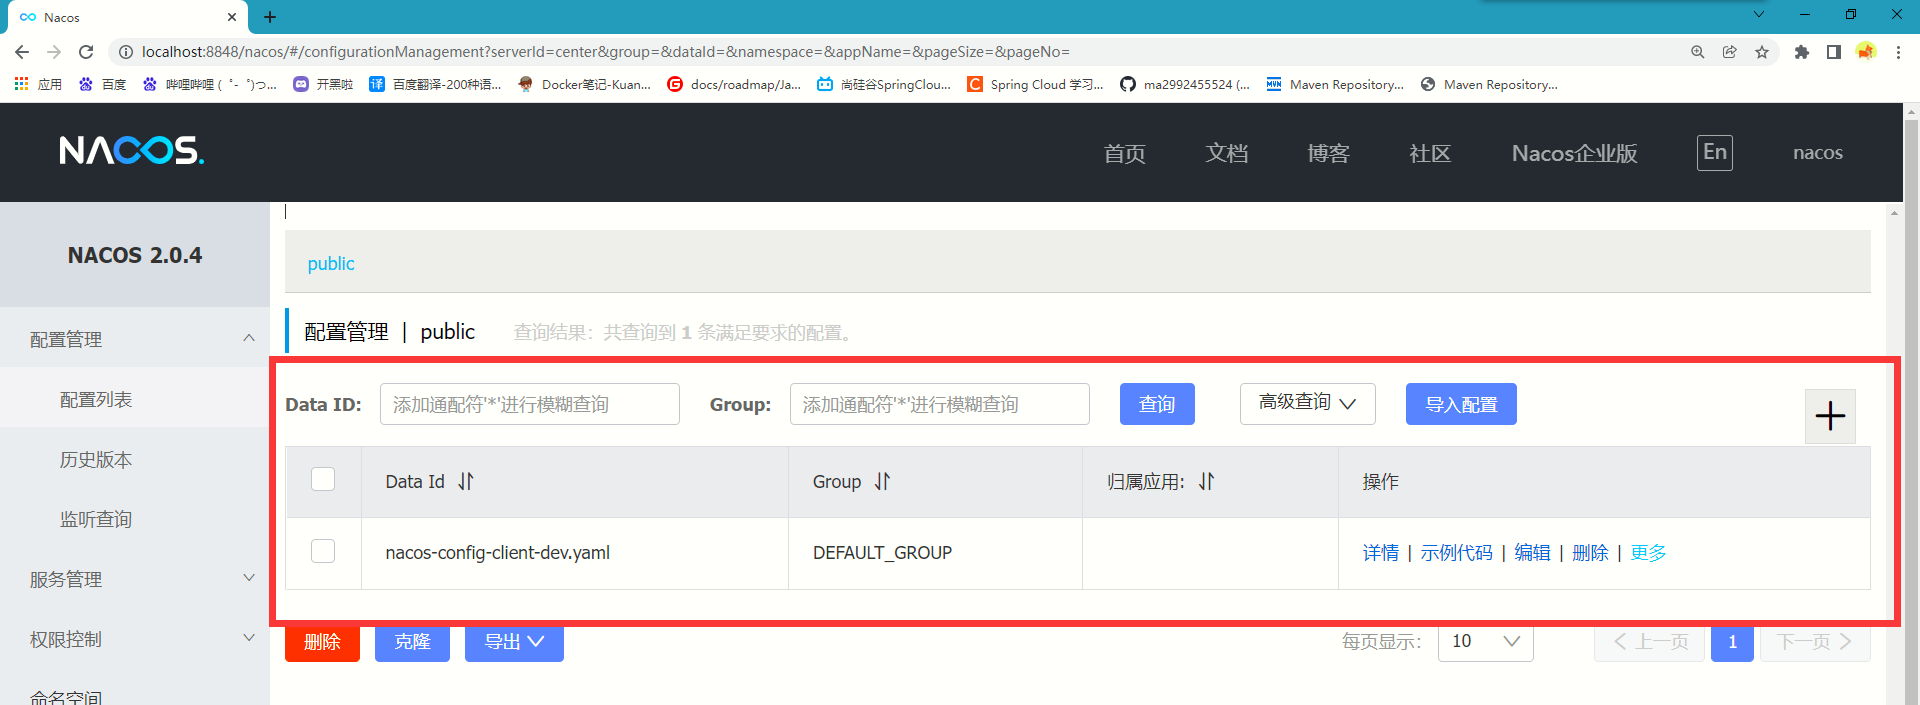 Nacos
localhost:8848/nacos/#/configurationManagement?serverId=center&group=&dataId=&namespace=&appName=&pageSize=&pageNo=
应用 百度 哔哩哔哩 (゜-゜)つ... 开黑啦 百度翻译-200种语... Docker笔记-Kuan... docs/roadmap/Ja... 尚硅谷SpringClou... Spring Cloud 学习... ma2992455524 (... Maven Repository... Maven Repository...
NACOS. 首页 文档 博客 社区 Nacos企业版 En nacos
NACOS 2.0.4
配置管理
配置列表
历史版本
监听查询
服务管理
权限控制
命名空间
public
配置管理 | public 查询结果：共查询到 1 条满足要求的配置。
Data ID: 添加通配符'*'进行模糊查询 Group: 添加通配符'*'进行模糊查询 查询 高级查询 导入配置
Data Id Group 归属应用: 操作
nacos-config-client-dev.yaml DEFAULT_GROUP 详情 | 示例代码 | 编辑 | 删除 | 更多
删除 克隆 导出 每页显示: 10 上一页 1 下一页